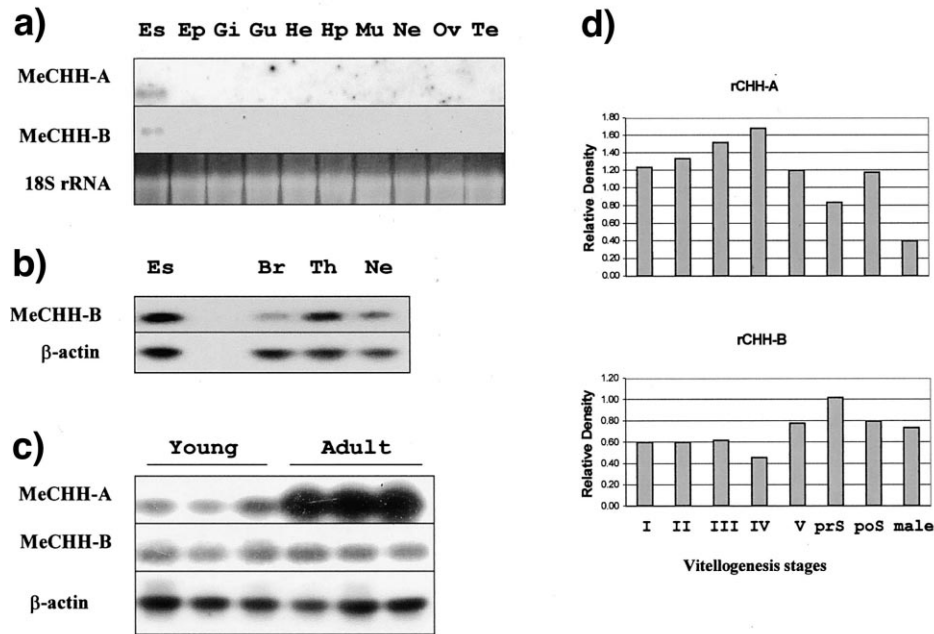 a)
Es Ep Gi Gu He Hp Mu Ne Ov Te
MeCHH-A
MeCHH-B
18S rRNA
b)
Es Br Th Ne
MeCHH-B
β-actin
c)
Young Adult
MeCHH-A
MeCHH-B
β-actin
d)
rCHH-A
Relative Density
1.80
1.60
1.40
1.20
1.00
0.80
0.60
0.40
0.20
0.00
rCHH-B
Relative Density
1.20
1.00
0.80
0.60
0.40
0.20
0.00
I II III IV V prS poS male
Vitellogenesis stages